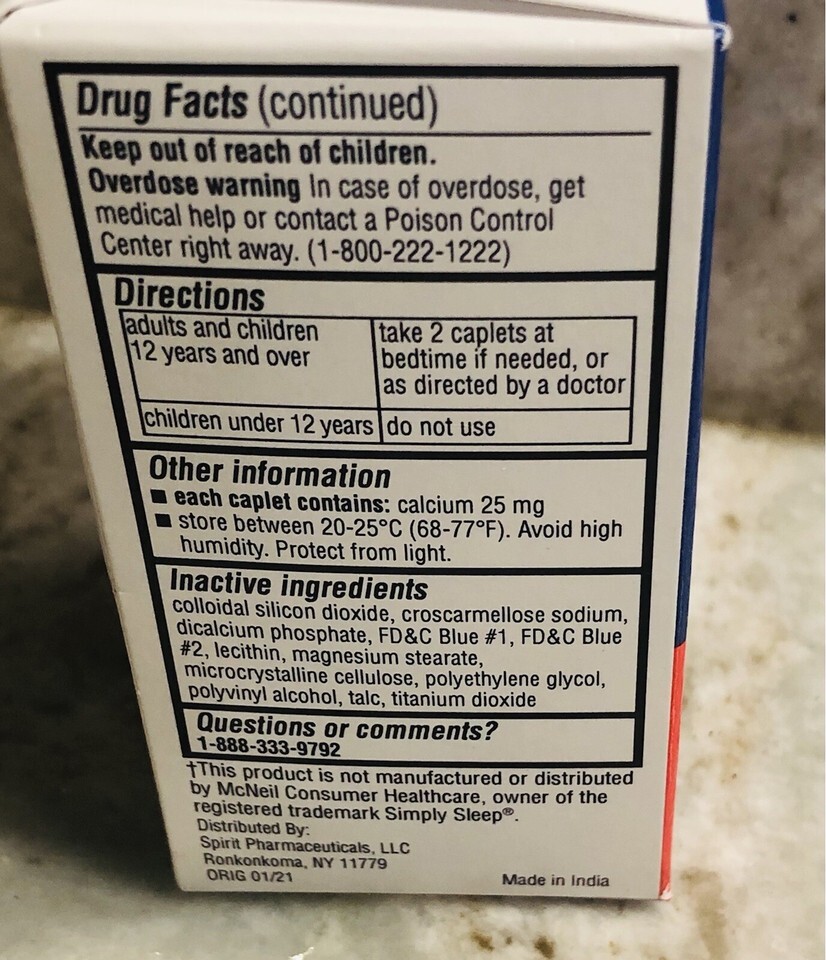 Drug Facts (continued)
Keep out of reach of children.
Overdose warning In case of overdose, get
medical help or contact a Poison Control
Center right away. (1-800-222-1222)
Directions
adults and children
12 years and over
take 2 caplets at
bedtime if needed, or
as directed by a doctor
children under 12 years
do not use
Other information
■ each caplet contains: calcium 25 mg
■ store between 20-25°C (68-77°F). Avoid high
humidity. Protect from light.
Inactive ingredients
colloidal silicon dioxide, croscarmellose sodium,
dicalcium phosphate, FD&C Blue #1, FD&C Blue
#2, lecithin, magnesium stearate,
microcrystalline cellulose, polyethylene glycol,
polyvinyl alcohol, talc, titanium dioxide
Questions or comments?
1-888-333-9792
†This product is not manufactured or distributed
by McNeil Consumer Healthcare, owner of the
registered trademark Simply Sleep®.
Distributed By:
Spirit Pharmaceuticals, LLC
Ronkonkoma, NY 11779
ORIG 01/21
Made in India